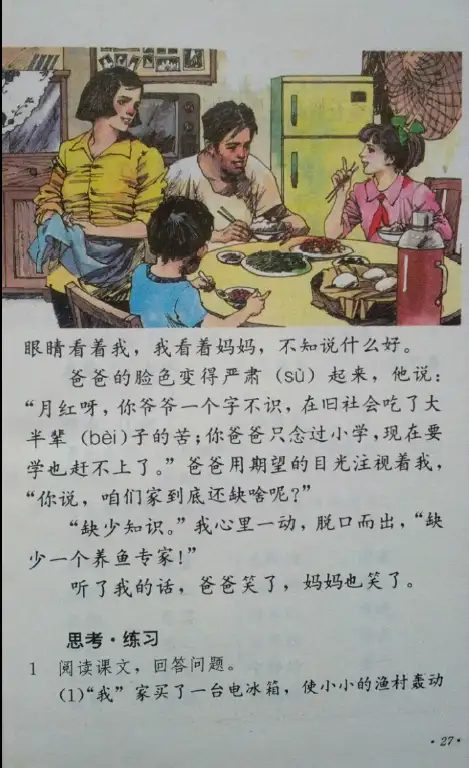 眼睛看着我，我看着妈妈，不知说什么好。
爸爸的脸色变得严肃（sù）起来，他说：
“月红呀，你爷爷一个字不识，在旧社会吃了大
半辈（bèi）子的苦；你爸爸只念过小学，现在要
学也赶不上了。”爸爸用期望的目光注视着我，
“你说，咱们家到底还缺啥呢？”
“缺少知识。”我心里一动，脱口而出，“缺
少一个养鱼专家！”
听了我的话，爸爸笑了，妈妈也笑了。
思考·练习
1 阅读课文，回答问题。
(1)“我”家买了一台电冰箱，使小小的渔村轰动
·27·